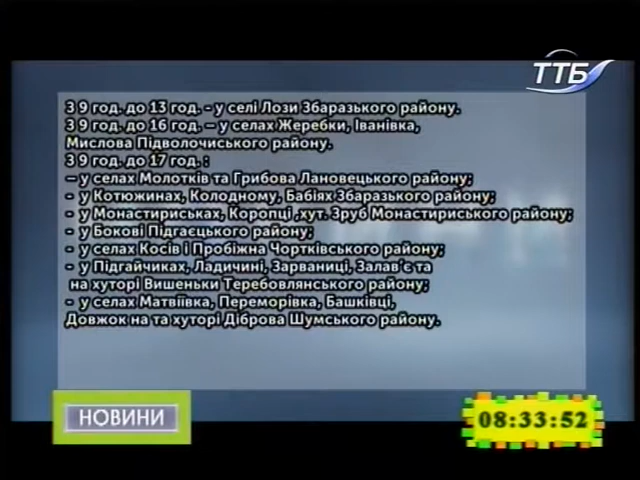 ТТБ
З 9 год. до 13 год. - у селі Лози Збаразького району.
З 9 год. до 16 год. – у селах Жеребки, Іванівка,
Мислова Підволочиського району.
З 9 год. до 17 год. :
– у селах Молотків та Грибова Лановецького району;
- у Котюжинах, Колодному, Бабіях Збаразького району;
- у Монастириськах, Коропці ,хут. Зруб Монастириського району;
- у Бокові Підгаєцького району;
- у селах Косів і Пробіжна Чортківського району;
- у Підгайчиках, Ладичині, Зарваниці, Залав'є та
на хуторі Вишеньки Теребовлянського району;
- у селах Матвіївка, Переморівка, Башківці,
Довжок на та хуторі Діброва Шумського району.
НОВИНИ
08:33:52